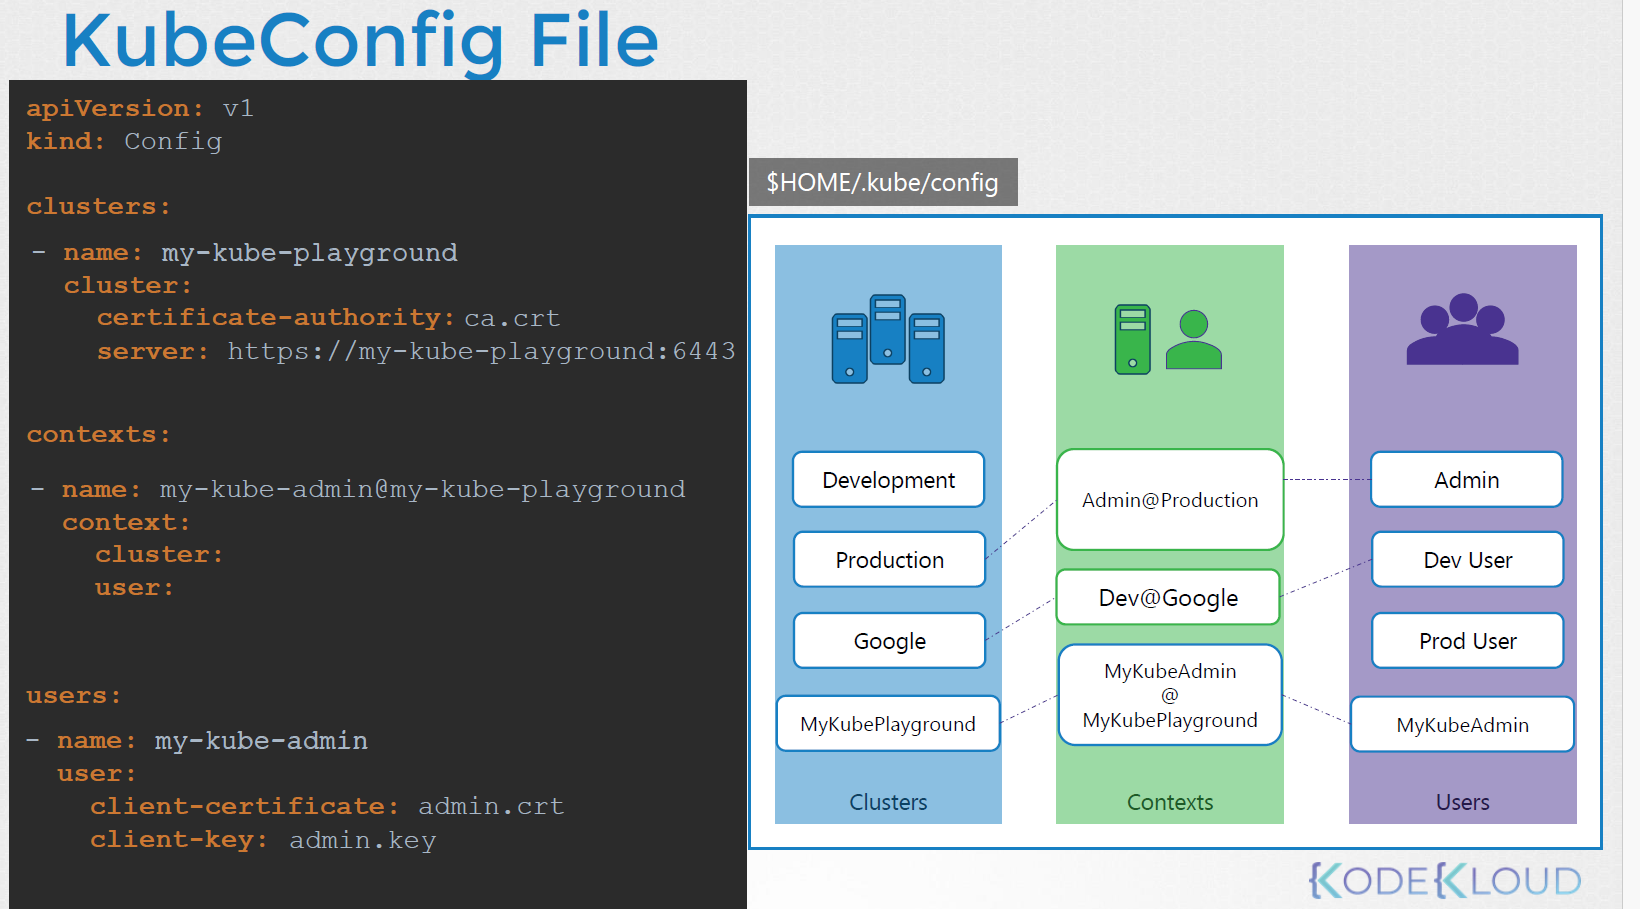 KubeConfig File
apiVersion: v1
kind: Config
clusters:
- name: my-kube-playground
cluster:
certificate-authority: ca.crt
server: https://my-kube-playground:6443
contexts:
- name: my-kube-admin@my-kube-playground
context:
cluster:
user:
users:
- name: my-kube-admin
user:
client-certificate: admin.crt
client-key: admin.key
$HOME/.kube/config
Development
Production
Google
MyKubePlayground
Clusters
Admin@Production
Dev@Google
MyKubeAdmin
@
MyKubePlayground
Contexts
Admin
Dev User
Prod User
MyKubeAdmin
Users
KODEKLOUD